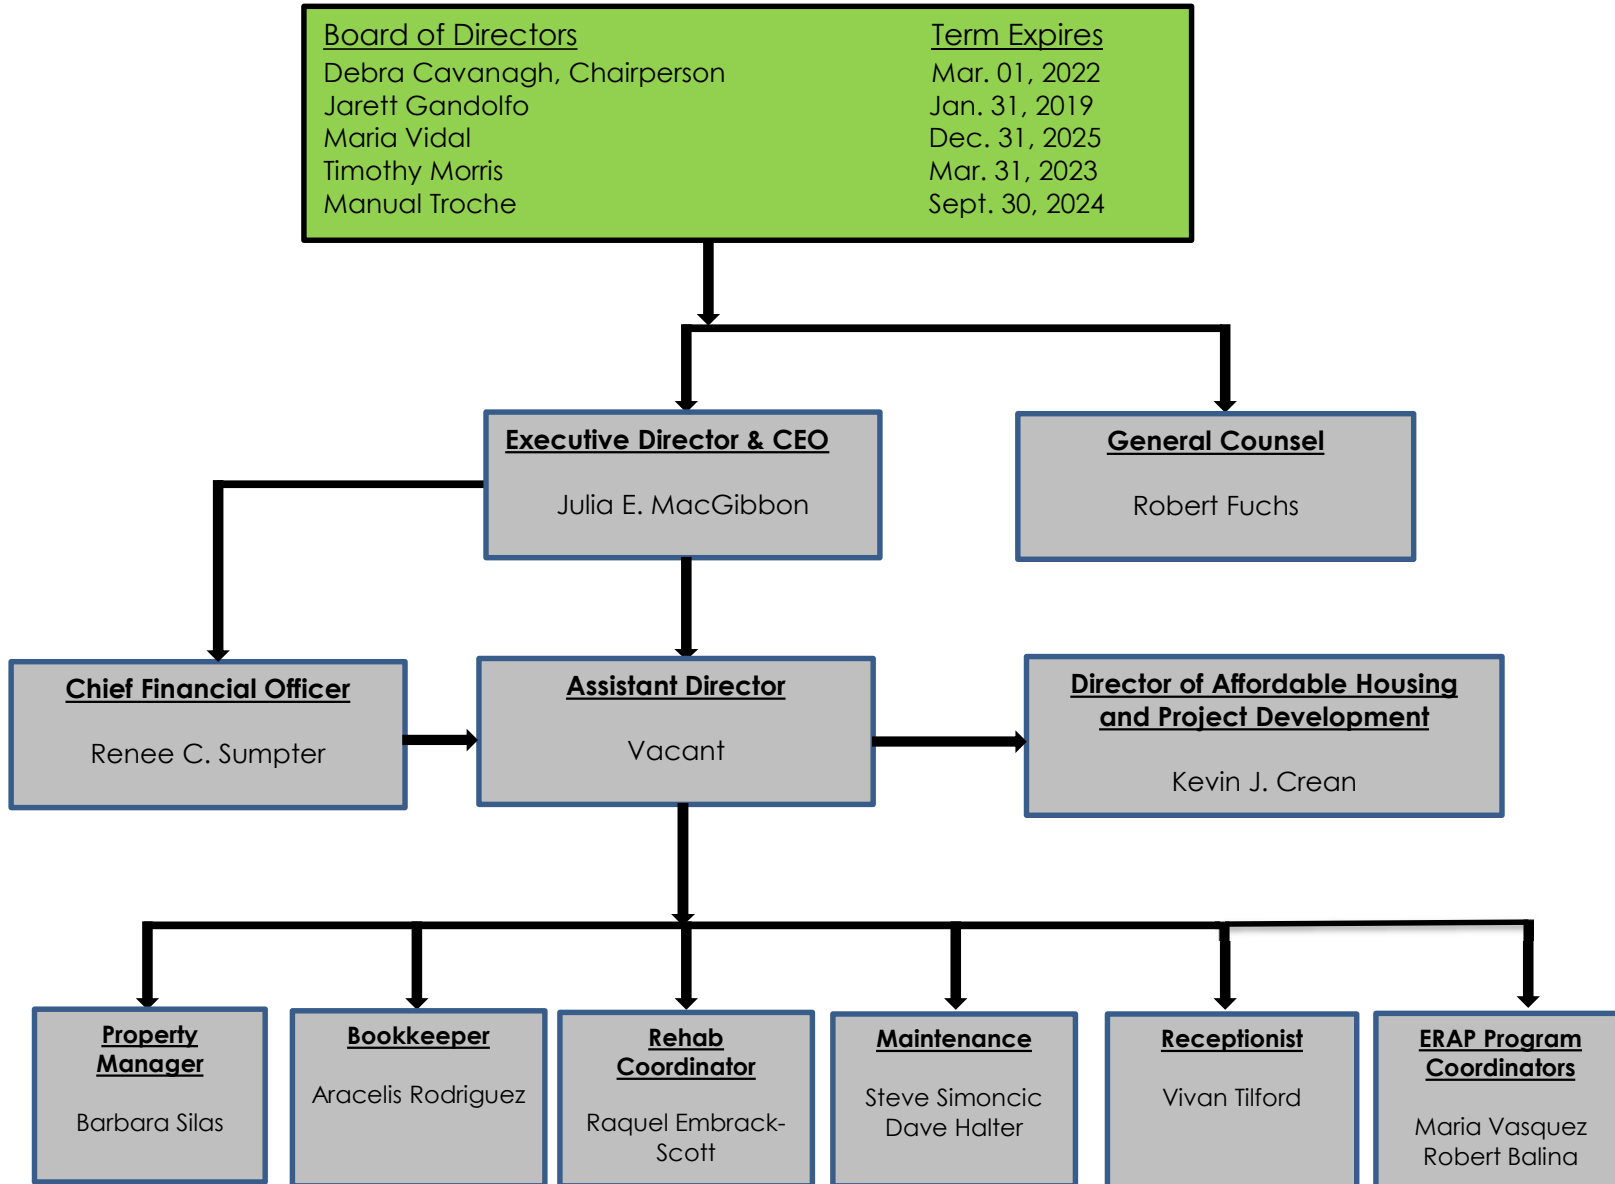 Board of Directors Term Expires
Debra Cavanagh, Chairperson Mar. 01, 2022
Jarett Gandolfo Jan. 31, 2019
Maria Vidal Dec. 31, 2025
Timothy Morris Mar. 31, 2023
Manual Troche Sept. 30, 2024
Executive Director & CEO
Julia E. MacGibbon
General Counsel
Robert Fuchs
Chief Financial Officer
Renee C. Sumpter
Assistant Director
Vacant
Director of Affordable Housing
and Project Development
Kevin J. Crean
Property
Manager
Barbara Silas
Bookkeeper
Aracelis Rodriguez
Rehab
Coordinator
Raquel Embrack-
Scott
Maintenance
Steve Simoncic
Dave Halter
Receptionist
Vivan Tilford
ERAP Program
Coordinators
Maria Vasquez
Robert Balina